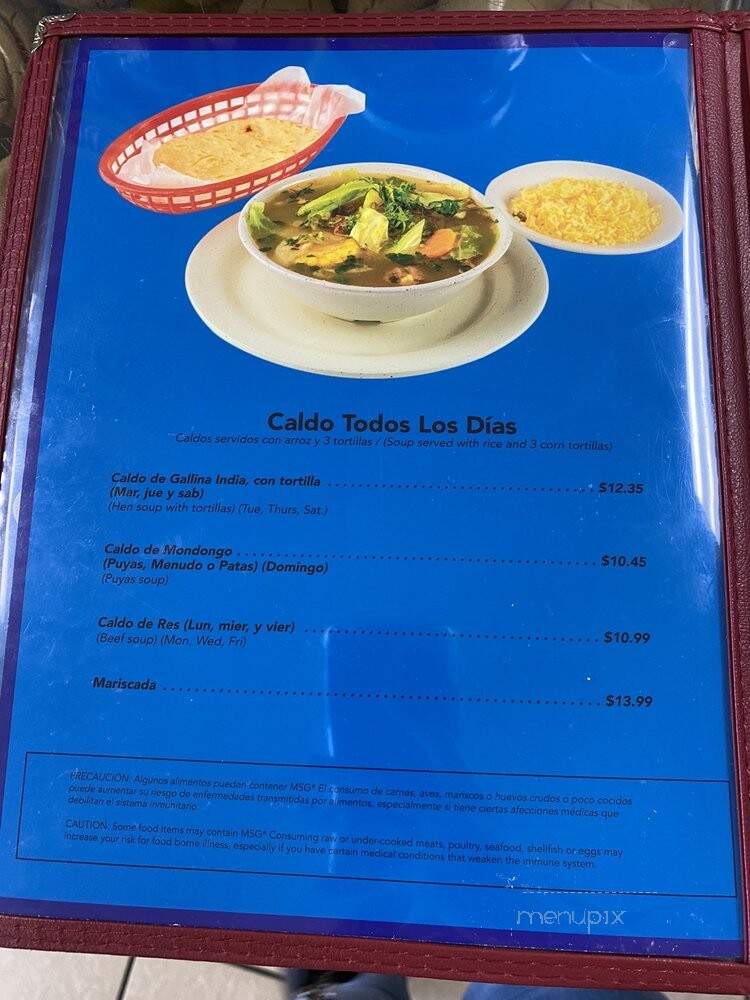 Caldo Todos Los Días
Caldos servidos con arroz y 3 tortillas / (Soup served with rice and 3 corn tortillas)
Caldo de Gallina India, con tortilla ........ $12.35
(Mar, jue y sab)
(Hen soup with tortillas) (Tue, Thurs, Sat.)
Caldo de Mondongo ........ $10.45
(Puyas, Menudo o Patas) (Domingo)
(Puyas soup)
Caldo de Res (Lun, mier, y vier) ........ $10.99
(Beef soup) (Mon, Wed, Fri)
Mariscada ........ $13.99
PRECAUCIÓN: Algunos alimentos pueden contener MSG* El consumo de carnes, aves, mariscos o huevos crudos o poco cocidos
puede aumentar su riesgo de enfermedades transmitidas por alimentos, especialmente si tiene ciertas afecciones médicas que
debilitan el sistema inmunitario.
CAUTION: Some food items may contain MSG* Consuming raw or under-cooked meats, poultry, seafood, shellfish or eggs may
increase your risk for food borne illness, especially if you have certain medical conditions that weaken the immune system.
menupix